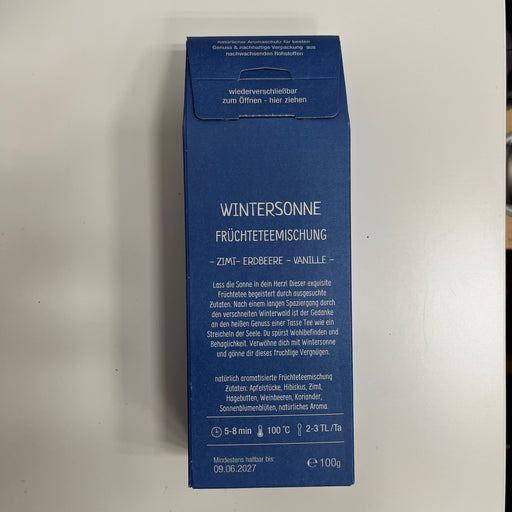 natürlicher Aromaschutz für besten
Genuss & nachhaltige Verpackung aus
nachwachsenden Rohstoffen
wiederverschließbar
zum Öffnen - hier ziehen
WINTERSONNE
FRÜCHTETEEMISCHUNG
- ZIMT- ERDBEERE - VANILLE -
Lass die Sonne in dein Herz! Dieser exquisite
Früchtetee begeistert durch ausgesuchte
Zutaten. Nach einem langen Spaziergang durch
den verschneiten Winterwald ist der Gedanke
an den heißen Genuss einer Tasse Tee wie ein
Streicheln der Seele. Du spürst Wohlbefinden und
Behaglichkeit. Verwöhne dich mit Wintersonne
und gönne dir dieses fruchtige Vergnügen.
natürlich aromatisierte Früchteteemischung
Zutaten: Apfelstücke, Hibiskus, Zimt,
Hagebutten, Weinbeeren, Koriander,
Sonnenblumenblüten, natürliches Aroma.
5-8 min 100 °C 2-3 TL /Ta
Mindestens haltbar bis:
09.06.2027 ℮ 100g